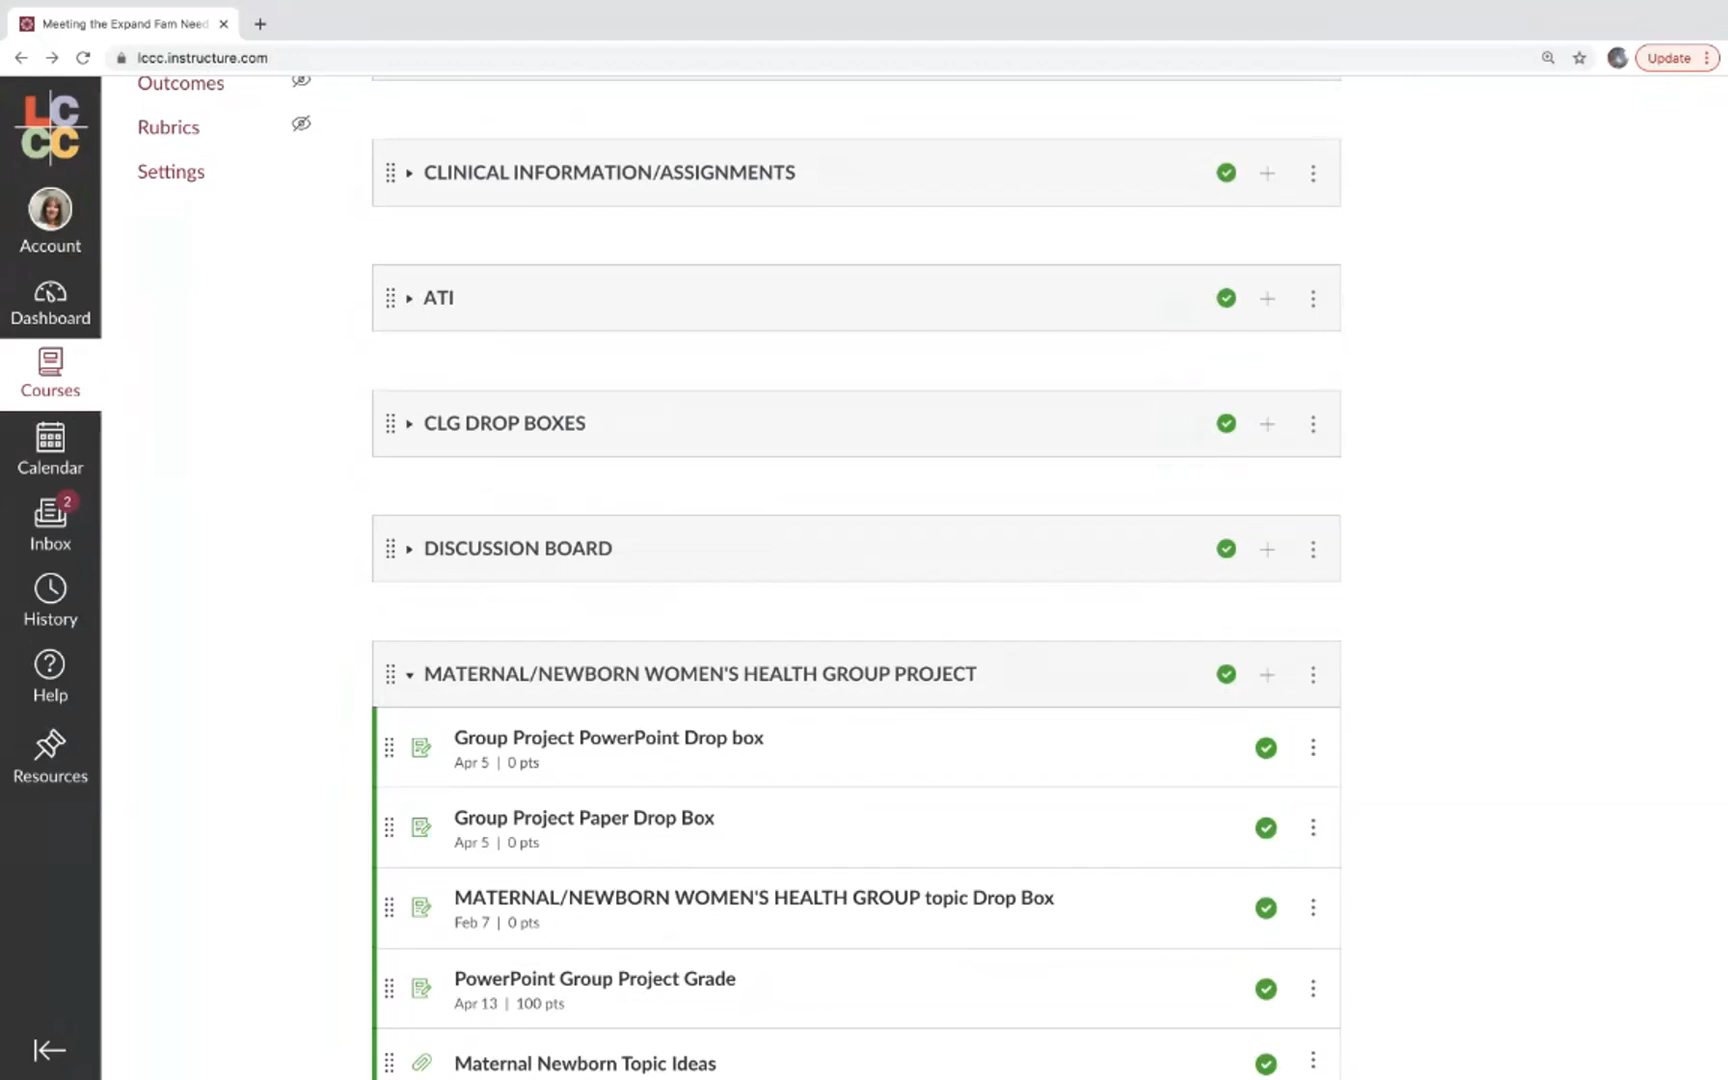 Meeting the Expand Fam Need
lccc.instructure.com
Update
LC
CC
Account
Dashboard
Courses
Calendar
2
Inbox
History
Help
Resources
Outcomes
Rubrics
Settings
CLINICAL INFORMATION/ASSIGNMENTS
ATI
CLG DROP BOXES
DISCUSSION BOARD
MATERNAL/NEWBORN WOMEN'S HEALTH GROUP PROJECT
Group Project PowerPoint Drop box
Apr 5 | 0 pts
Group Project Paper Drop Box
Apr 5 | 0 pts
MATERNAL/NEWBORN WOMEN'S HEALTH GROUP topic Drop Box
Feb 7 | 0 pts
PowerPoint Group Project Grade
Apr 13 | 100 pts
Maternal Newborn Topic Ideas